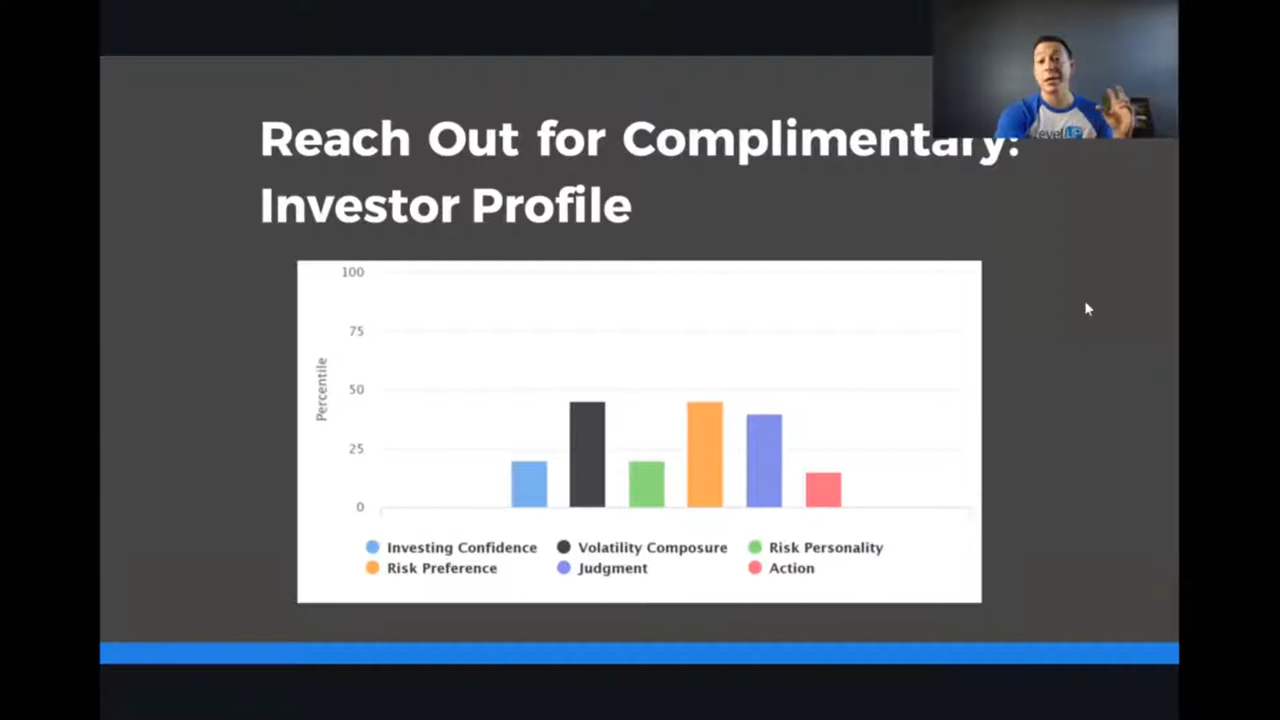 Reach Out for Complimentary:
Investor Profile
100
75
50
25
0
Percentile
Investing Confidence
Volatility Composure
Risk Personality
Risk Preference
Judgment
Action